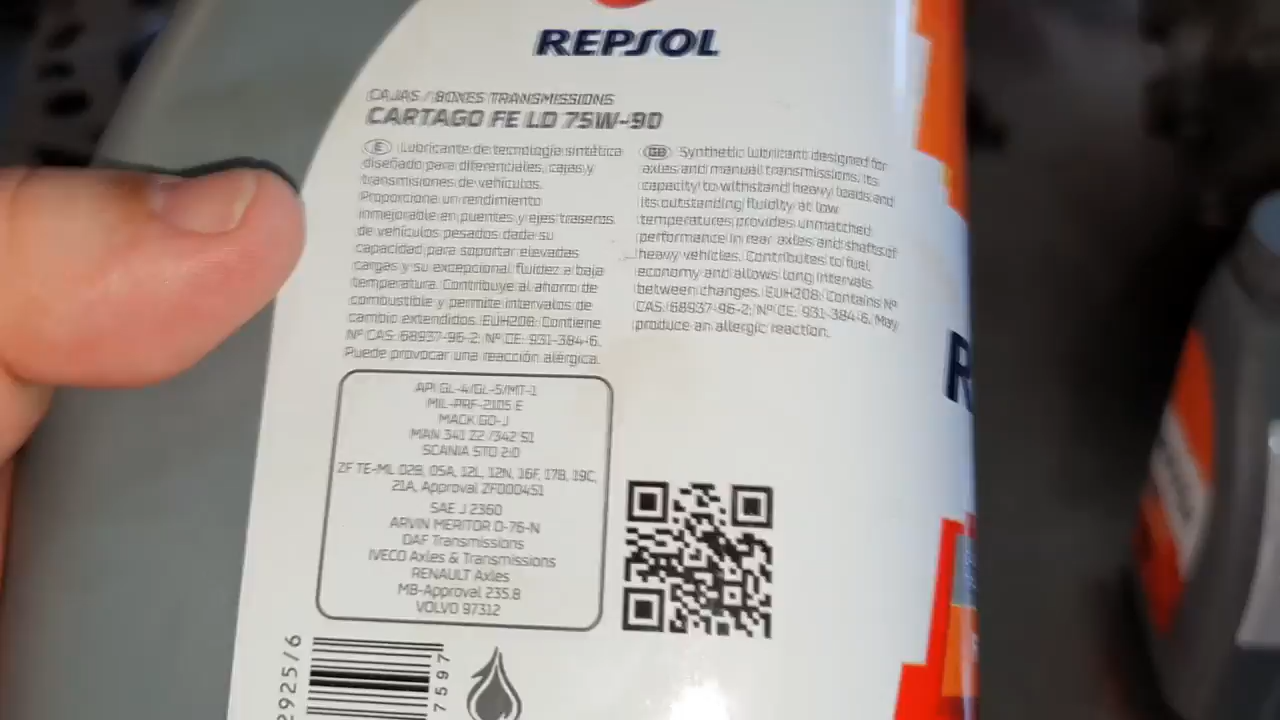 REPSOL
CAJAS / BOXES TRANSMISSIONS
CARTAGO FE LD 75W-90
E Lubricante de tecnología sintética
diseñado para diferenciales, cajas y
transmisiones de vehículos.
Proporciona un rendimiento
inmejorable en puentes y ejes traseros
de vehículos pesados dada su
capacidad para soportar elevadas
cargas y su excepcional fluidez a baja
temperatura. Contribuye al ahorro de
combustible y permite intervalos de
cambio extendidos. EUH208: Contiene
Nº CAS: 68937-96-2; Nº CE: 931-384-6.
Puede provocar una reacción alérgica.
GB Synthetic lubricant designed for
axles and manual transmissions. Its
capacity to withstand heavy loads and
its outstanding fluidity at low
temperatures provides unmatched
performance in rear axles and shafts of
heavy vehicles. Contributes to fuel
economy and allows long intervals
between changes. EUH208: Contains Nº
CAS: 68937-96-2; Nº CE: 931-384-6. May
produce an allergic reaction.
API GL-4/GL-5/MT-1
MIL-PRF-2105 E
MACK GO-J
MAN 341 Z2 /342 S1
SCANIA STO 2:0
ZF TE-ML 02B, 05A, 12L, 12N, 16F, 17B, 19C,
21A, Approval ZF000451
SAE J 2360
ARVIN MERITOR O-76-N
DAF Transmissions
IVECO Axles & Transmissions
RENAULT Axles
MB-Approval 235.8
VOLVO 97312
2925/6
7597
R